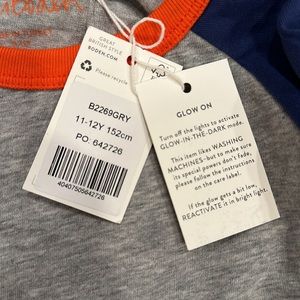 GREAT
BRITISH STYLE
BODEN.COM
Please recycle
B2269GRY
11-12Y 152cm
PO. 642726
40407505642726
GLOW ON
Turn off the lights to activate
GLOW-IN-THE-DARK mode.
This item likes WASHING
MACHINES–but to make sure
its special powers don't fade,
please follow the instructions
on the care label.
If the glow gets a bit low,
REACTIVATE is in bright light.